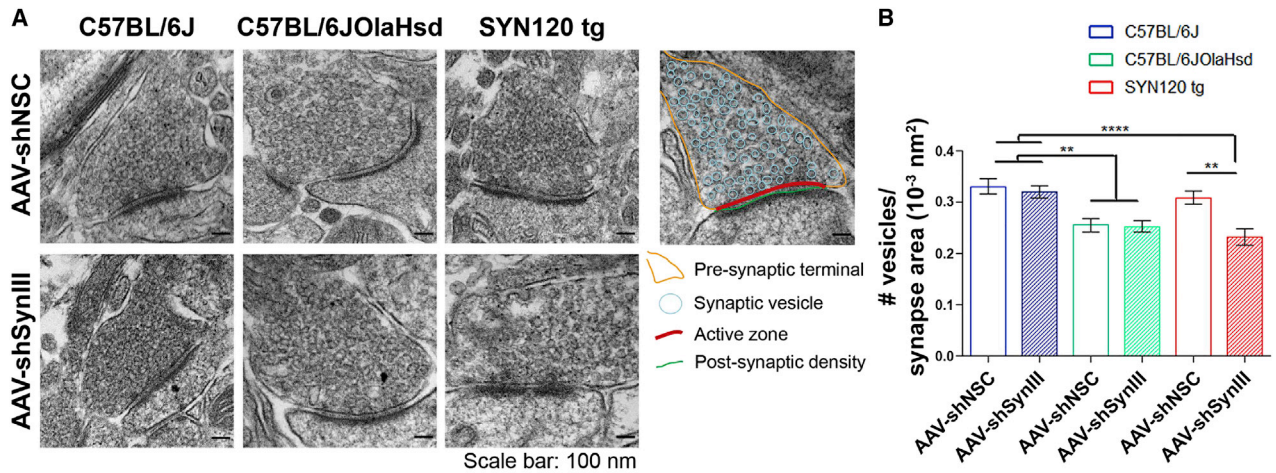 A
C57BL/6J C57BL/6JOlaHsd SYN120 tg
AAV-shNSC
AAV-shSynIII
Pre-synaptic terminal
Synaptic vesicle
Active zone
Post-synaptic density
Scale bar: 100 nm
B
C57BL/6J
C57BL/6JOlaHsd
SYN120 tg
# vesicles/
synapse area (10⁻³ nm²)
****
** **
0.4
0.3
0.2
0.1
0.0
AAV-shNSC
AAV-shSynIII
AAV-shNSC
AAV-shSynIII
AAV-shNSC
AAV-shSynIII